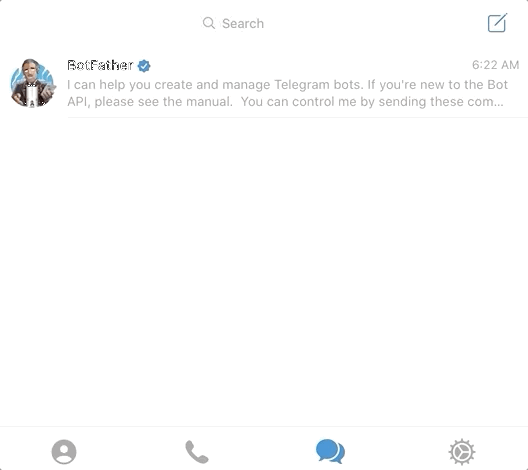 Search
BotFather
6:22 AM
I can help you create and manage Telegram bots. If you're new to the Bot
API, please see the manual.  You can control me by sending these com...